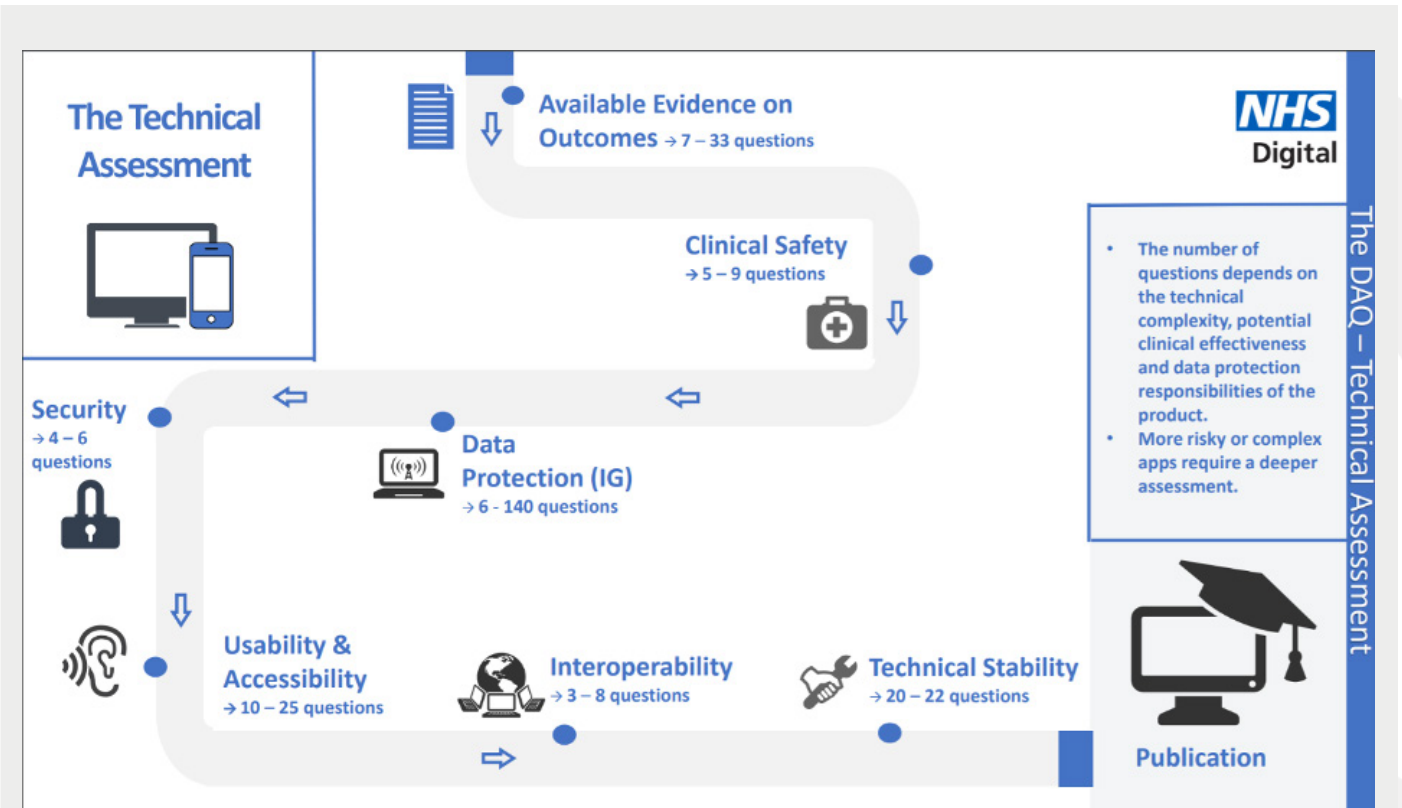 The Technical
Assessment
Available Evidence on
Outcomes → 7 – 33 questions
NHS
Digital
Clinical Safety
→ 5 – 9 questions
Data
Protection (IG)
→ 6 - 140 questions
Security
→ 4 – 6
questions
Usability &
Accessibility
→ 10 – 25 questions
Interoperability
→ 3 – 8 questions
Technical Stability
→ 20 – 22 questions
• The number of
questions depends on
the technical
complexity, potential
clinical effectiveness
and data protection
responsibilities of the
product.
• More risky or complex
apps require a deeper
assessment.
Publication
The DAQ – Technical Assessment